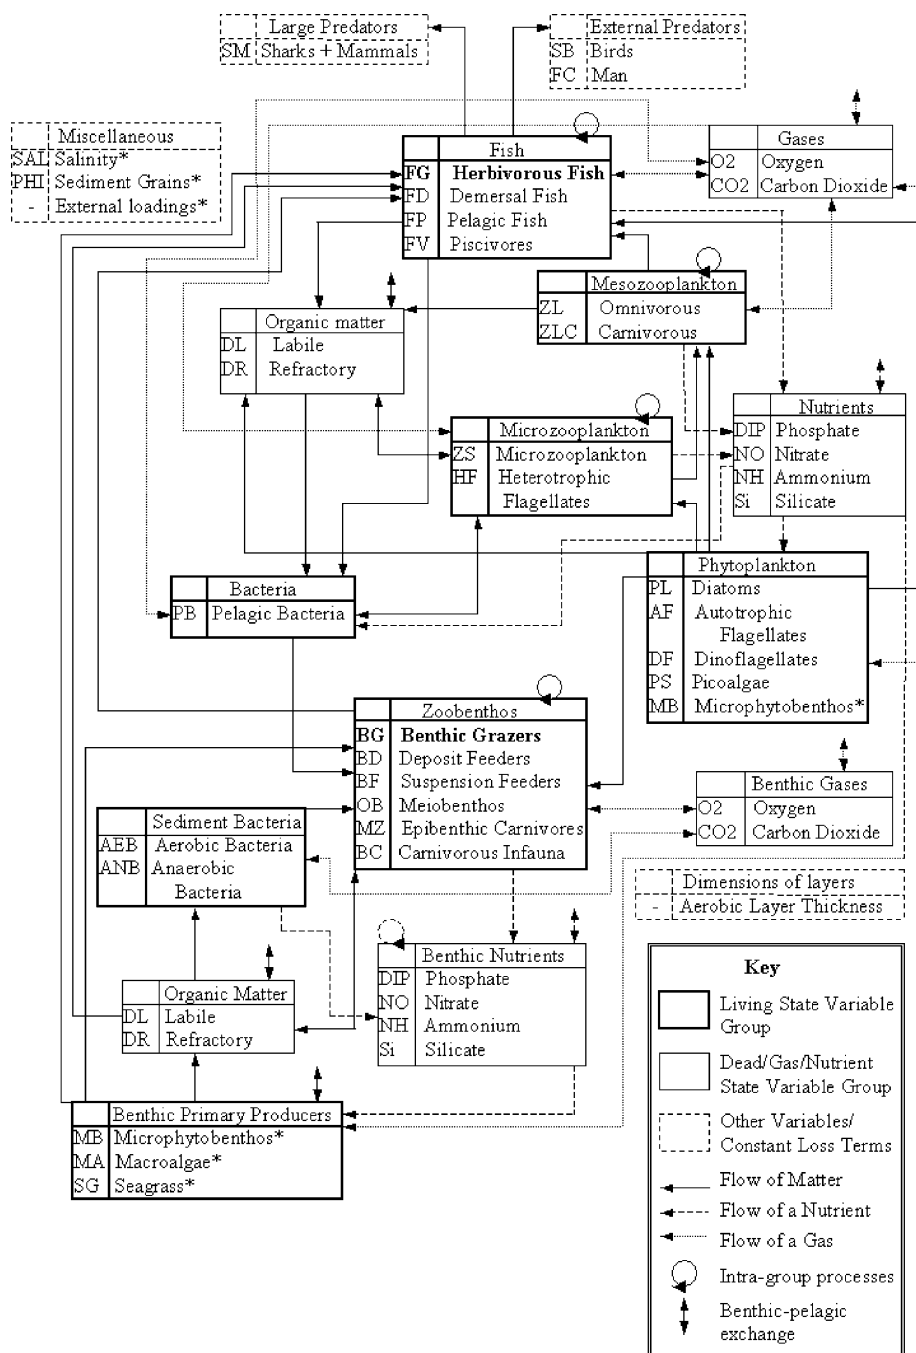 Large Predators
SM Sharks + Mammals
External Predators
SB Birds
FC Man
Miscellaneous
SAL Salinity*
PHI Sediment Grains*
- External loadings*
Fish
FG Herbivorous Fish
FD Demersal Fish
FP Pelagic Fish
FV Piscivores
Gases
O2 Oxygen
CO2 Carbon Dioxide
Mesozooplankton
ZL Omnivorous
ZLC Carnivorous
Organic matter
DL Labile
DR Refractory
Nutrients
DIP Phosphate
NO Nitrate
NH Ammonium
Si Silicate
Microzooplankton
ZS Microzooplankton
HF Heterotrophic
Flagellates
Phytoplankton
PL Diatoms
AF Autotrophic
Flagellates
DF Dinoflagellates
PS Picoalgae
MB Microphytobenthos*
Bacteria
PB Pelagic Bacteria
Zoobenthos
BG Benthic Grazers
BD Deposit Feeders
BF Suspension Feeders
OB Meiobenthos
MZ Epibenthic Carnivores
BC Carnivorous Infauna
Benthic Gases
O2 Oxygen
CO2 Carbon Dioxide
Sediment Bacteria
AEB Aerobic Bacteria
ANB Anaerobic
Bacteria
Dimensions of layers
- Aerobic Layer Thickness
Benthic Nutrients
DIP Phosphate
NO Nitrate
NH Ammonium
Si Silicate
Organic Matter
DL Labile
DR Refractory
Benthic Primary Producers
MB Microphytobenthos*
MA Macroalgae*
SG Seagrass*
Key
Living State Variable
Group
Dead/Gas/Nutrient
State Variable Group
Other Variables/
Constant Loss Terms
Flow of Matter
Flow of a Nutrient
Flow of a Gas
Intra-group processes
Benthic-pelagic
exchange